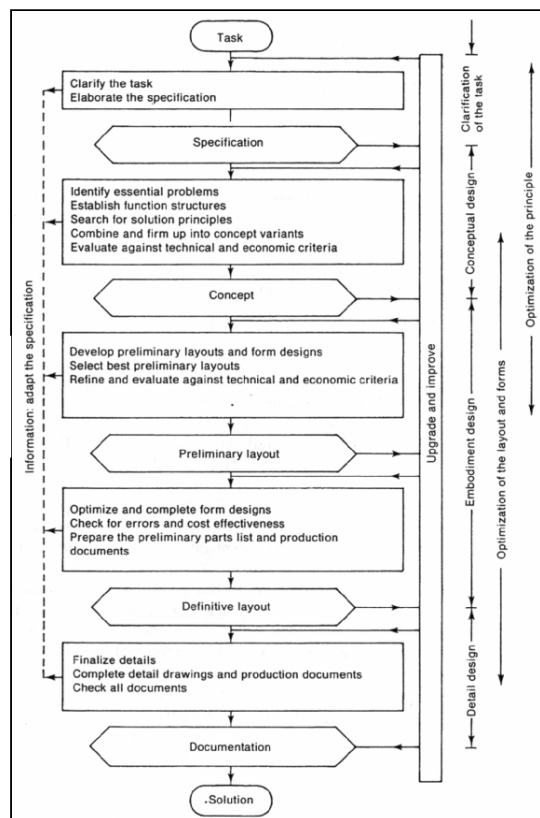 Task
Clarify the task
Elaborate the specification
Specification
Identify essential problems
Establish function structures
Search for solution principles
Combine and firm up into concept variants
Evaluate against technical and economic criteria
Concept
Develop preliminary layouts and form designs
Select best preliminary layouts
Refine and evaluate against technical and economic criteria
Preliminary layout
Optimize and complete form designs
Check for errors and cost effectiveness
Prepare the preliminary parts list and production
documents
Definitive layout
Finalize details
Complete detail drawings and production documents
Check all documents
Documentation
.Solution
Information: adapt the specification
Upgrade and improve
Clarification
of the task
Conceptual design
Embodiment design
Detail design
Optimization of the layout and forms
Optimization of the principle